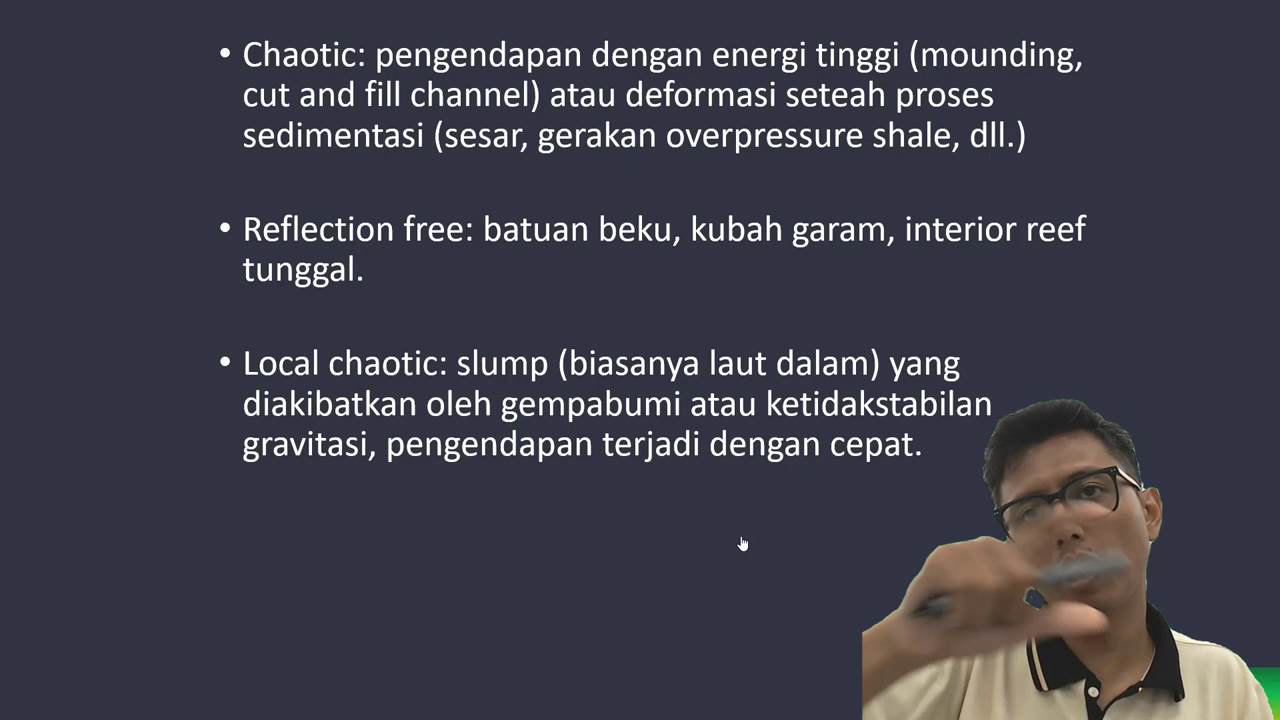 • Chaotic: pengendapan dengan energi tinggi (mounding,
cut and fill channel) atau deformasi seteah proses
sedimentasi (sesar, gerakan overpressure shale, dll.)
• Reflection free: batuan beku, kubah garam, interior reef
tunggal.
• Local chaotic: slump (biasanya laut dalam) yang
diakibatkan oleh gempabumi atau ketidakstabilan
gravitasi, pengendapan terjadi dengan cepat.